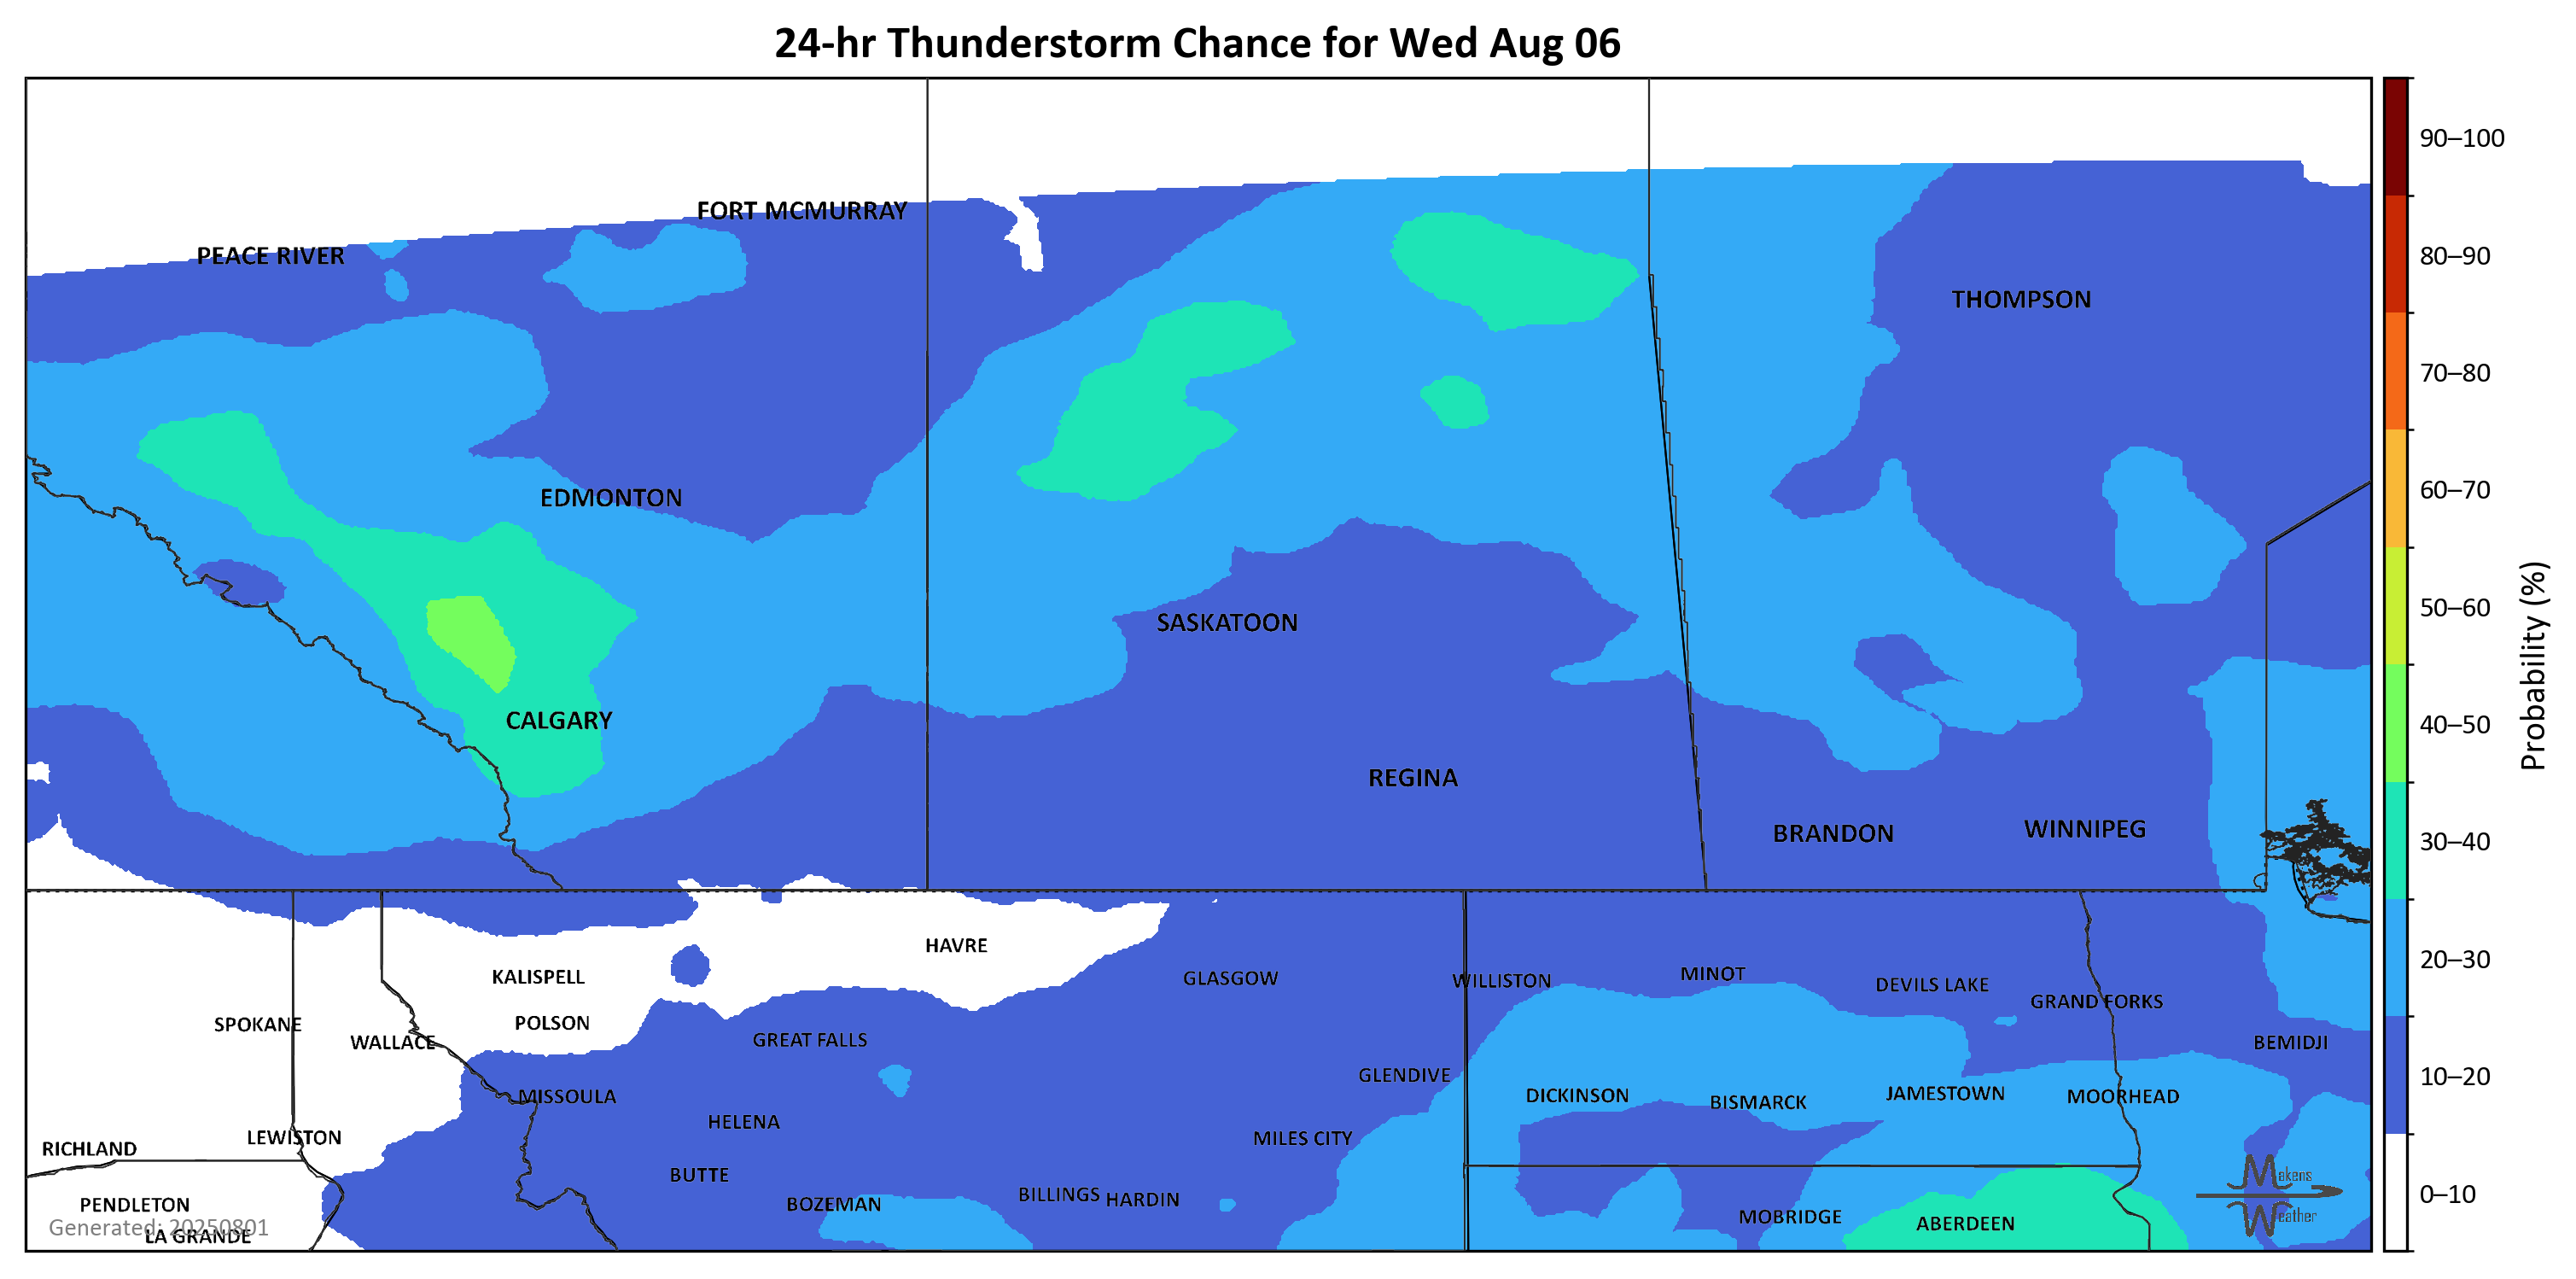 24-hr Thunderstorm Chance for Wed Aug 06
90–100
FORT MCMURRAY
PEACE RIVER
80–90
THOMPSON
70–80
EDMONTON
60–70
SASKATOON
50–60
Probability (%)
CALGARY
40–50
REGINA
BRANDON
WINNIPEG
30–40
HAVRE
KALISPELL
GLASGOW
WILLISTON
MINOT
DEVILS LAKE
GRAND FORKS
20–30
SPOKANE
POLSON
WALLACE
GREAT FALLS
BEMIDJI
GLENDIVE
10–20
MISSOULA
DICKINSON
BISMARCK
JAMESTOWN
MOORHEAD
HELENA
LEWISTON
RICHLAND
MILES CITY
BUTTE
Makens
PENDLETON
BOZEMAN
BILLINGS
HARDIN
0–10
MOBRIDGE
ABERDEEN
Weather
Generated: 20250801
LA GRANDE